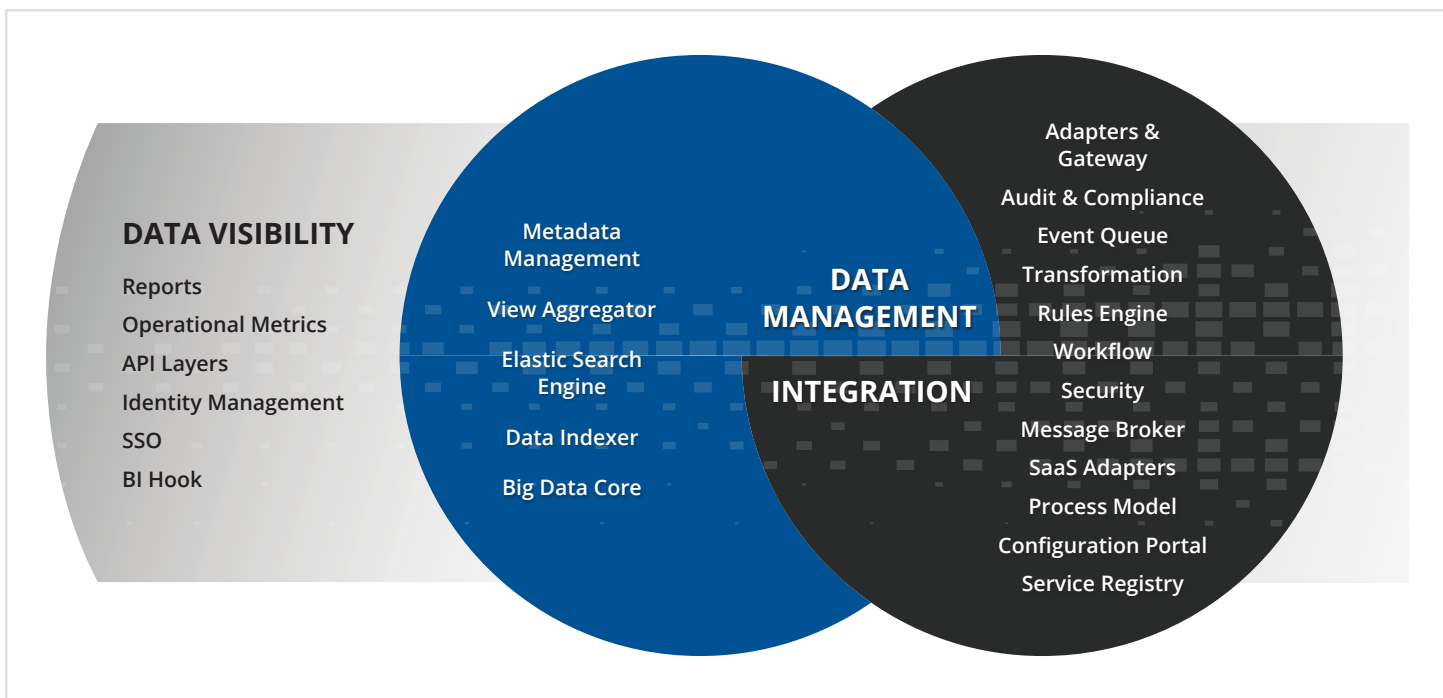 DATA VISIBILITY
Reports
Operational Metrics
API Layers
Identity Management
SSO
BI Hook
Metadata
Management
View Aggregator
Elastic Search
Engine
Data Indexer
Big Data Core
DATA
MANAGEMENT
INTEGRATION
Adapters &
Gateway
Audit & Compliance
Event Queue
Transformation
Rules Engine
Workflow
Security
Message Broker
SaaS Adapters
Process Model
Configuration Portal
Service Registry